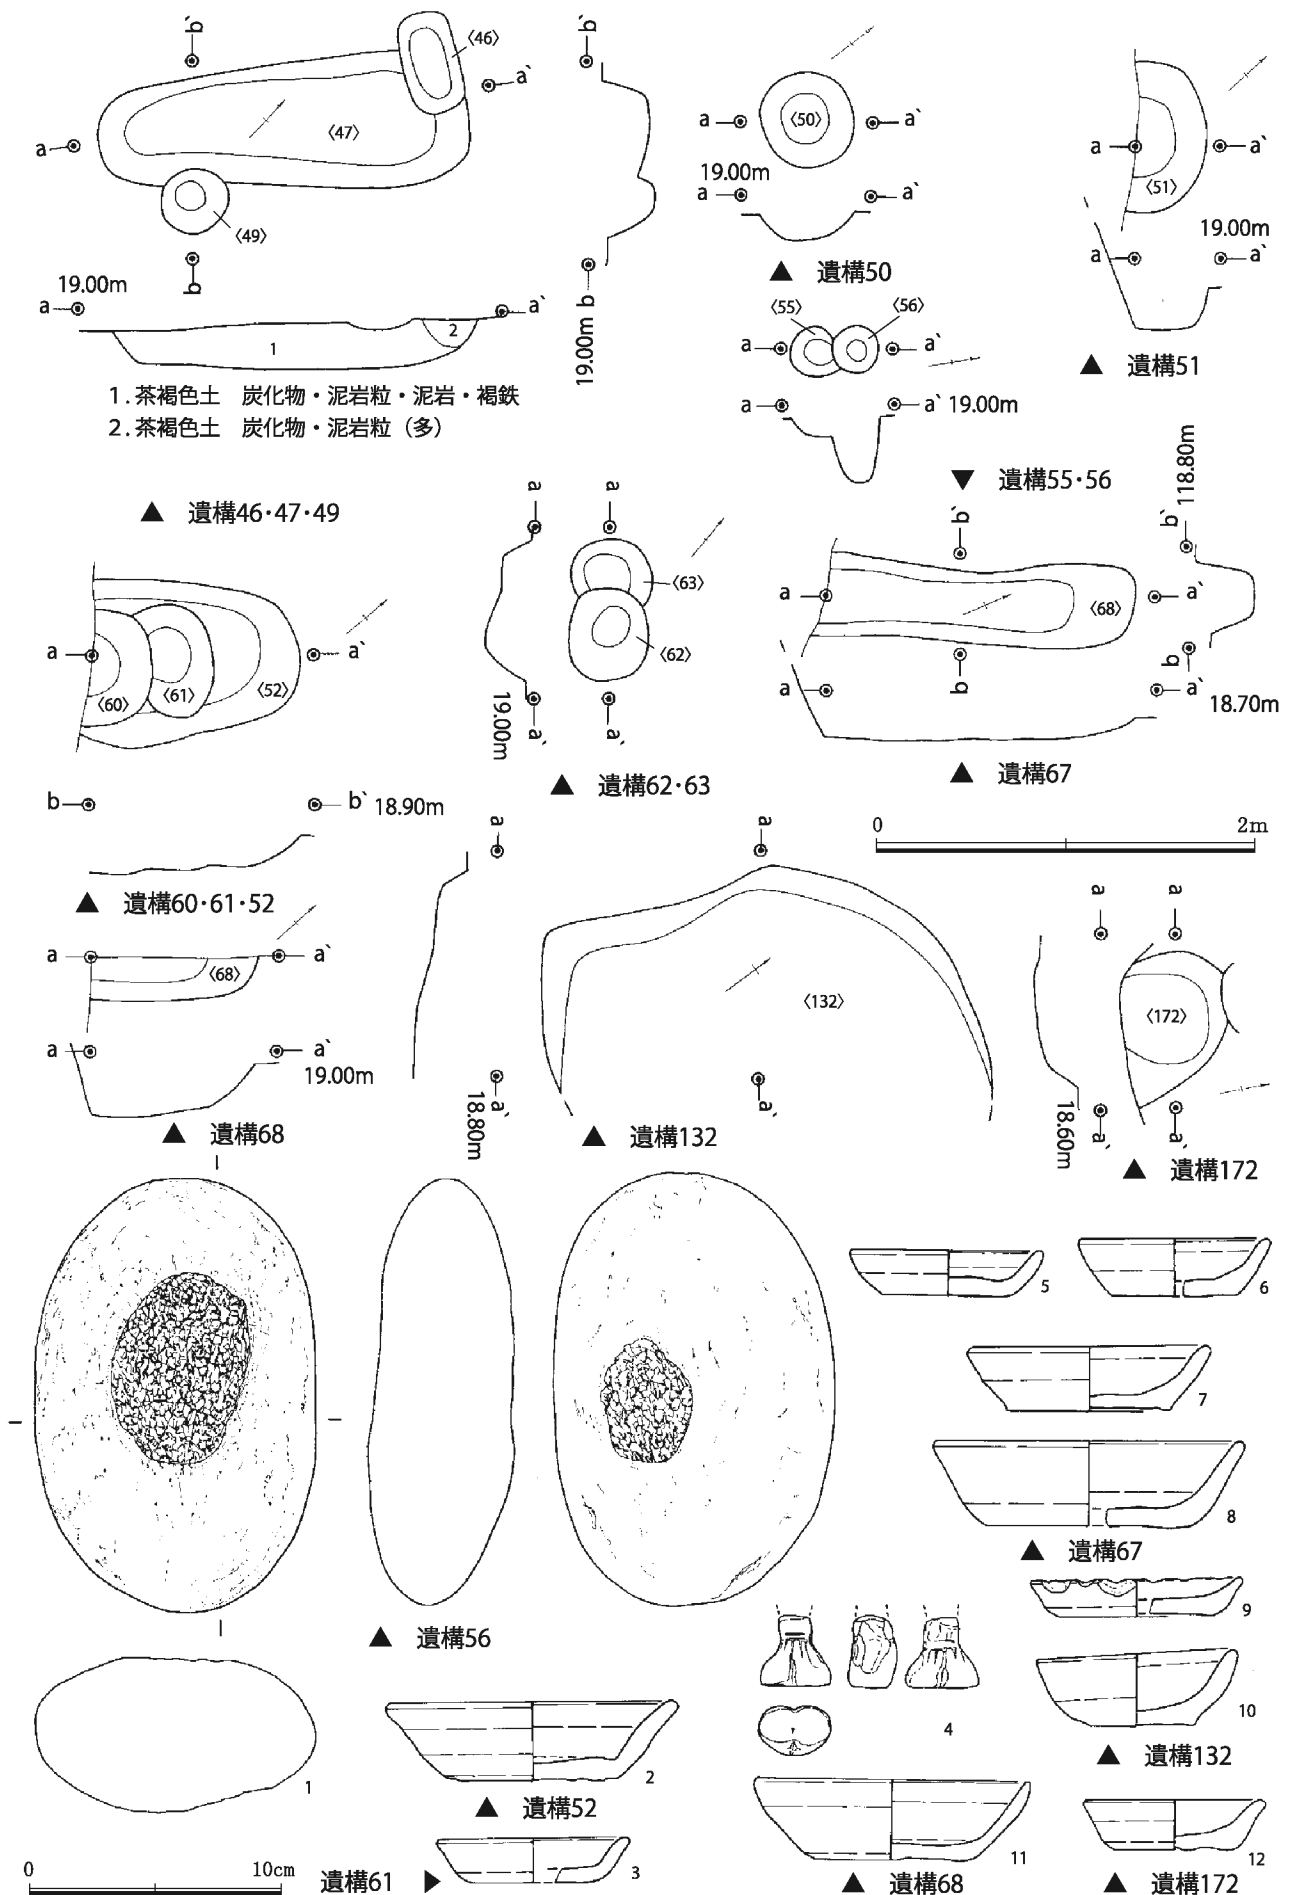 b`
〈46〉
a`
〈47〉
a
〈49〉
b
19.00m
a
a`
1
2
1.茶褐色土 炭化物・泥岩粒・泥岩・褐鉄
2.茶褐色土 炭化物・泥岩粒（多）
▲ 遺構46・47・49
b`
b
19.00m
a
〈50〉
a`
19.00m
a
a`
▲ 遺構50
a
a`
〈51〉
19.00m
a
a`
▲ 遺構51
〈55〉
〈56〉
a
a`
a
a` 19.00m
▼ 遺構55・56
a
a`
〈60〉
〈61〉
〈52〉
b
b` 18.90m
▲ 遺構60・61・52
a
a
〈63〉
〈62〉
19.00m
a`
a`
▲ 遺構62・63
b`
b`
118.80m
a
〈68〉
a`
b
b
a
a`
18.70m
▲ 遺構67
0
2m
a
〈68〉
a`
a
a`
19.00m
▲ 遺構68
a
a
〈132〉
18.80m
a`
a`
▲ 遺構132
a
a
〈172〉
18.60m
a`
a`
▲ 遺構172
5
6
7
8
▲ 遺構67
▲ 遺構56
1
2
▲ 遺構52
3
遺構61 ▶
4
9
10
▲ 遺構132
11
▲ 遺構68
12
▲ 遺構172
0
10cm